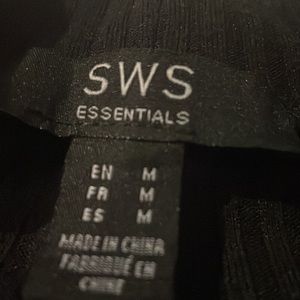 SWS
ESSENTIALS
EN M
FR M
ES M
MADE IN CHINA
FABRIQUÉ EN
CHINE